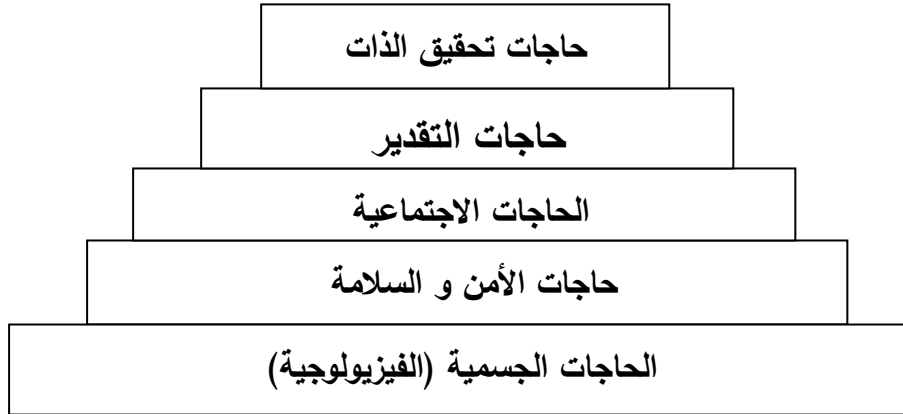 حاجات تحقيق الذات
حاجات التقدير
الحاجات الاجتماعية
حاجات الأمن و السلامة
الحاجات الجسمية (الفيزيولوجية)